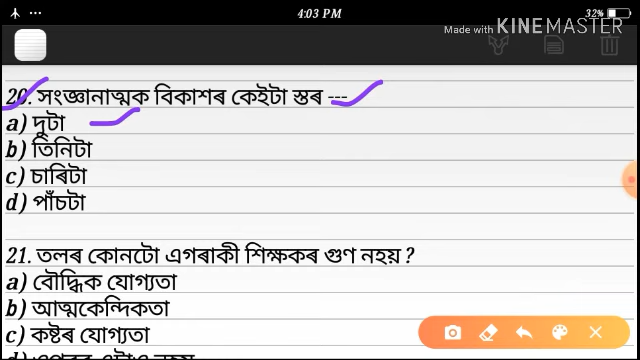 4:03 PM
32%
Made with KINEMASTER
20. সংজ্ঞানাত্মক বিকাশৰ কেইটা স্তৰ ---
a) দুটা
b) তিনিটা
c) চাৰিটা
d) পাঁচটা
21. তলৰ কোনটো এগৰাকী শিক্ষকৰ গুণ নহয় ?
a) বৌদ্ধিক যোগ্যতা
b) আত্মকেন্দিকতা
c) কষ্টৰ যোগ্যতা